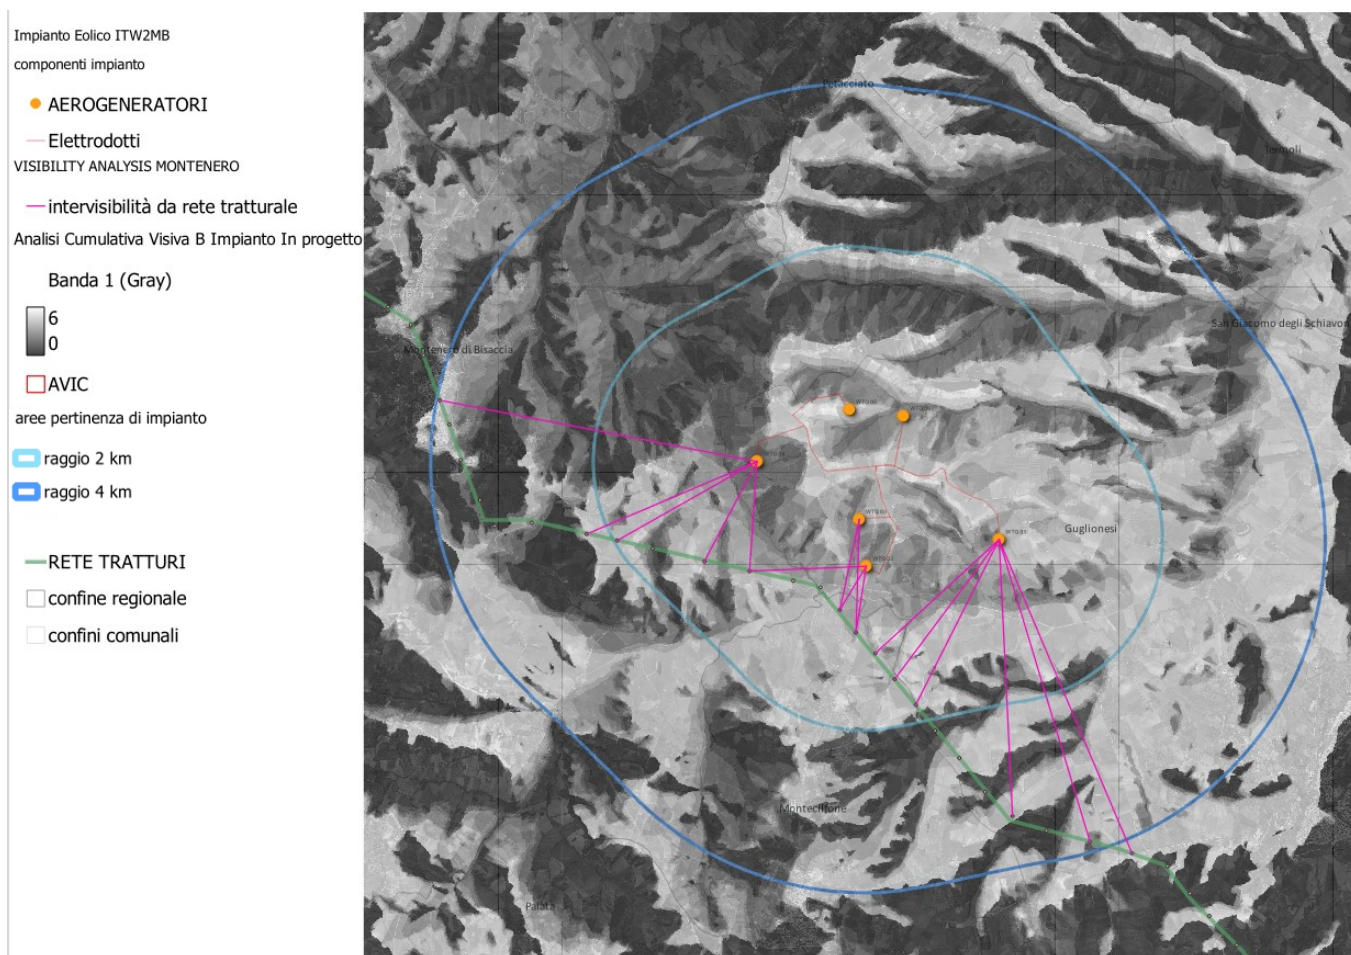 Impianto Eolico ITW2MB
componenti impianto
AEROGENERATORI
Elettrodotti
VISIBILITY ANALYSIS MONTENERO
intervisibilità da rete tratturale
Analisi Cumulativa Visiva B Impianto In progetto
Banda 1 (Gray)
6
0
AVIC
aree pertinenza di impianto
raggio 2 km
raggio 4 km
RETE TRATTURI
confine regionale
confini comunali
Petacciato
Termoli
San Giacomo degli Schiavon
Montenero di Bisaccia
Guglionesi
Montecilfone
Palata